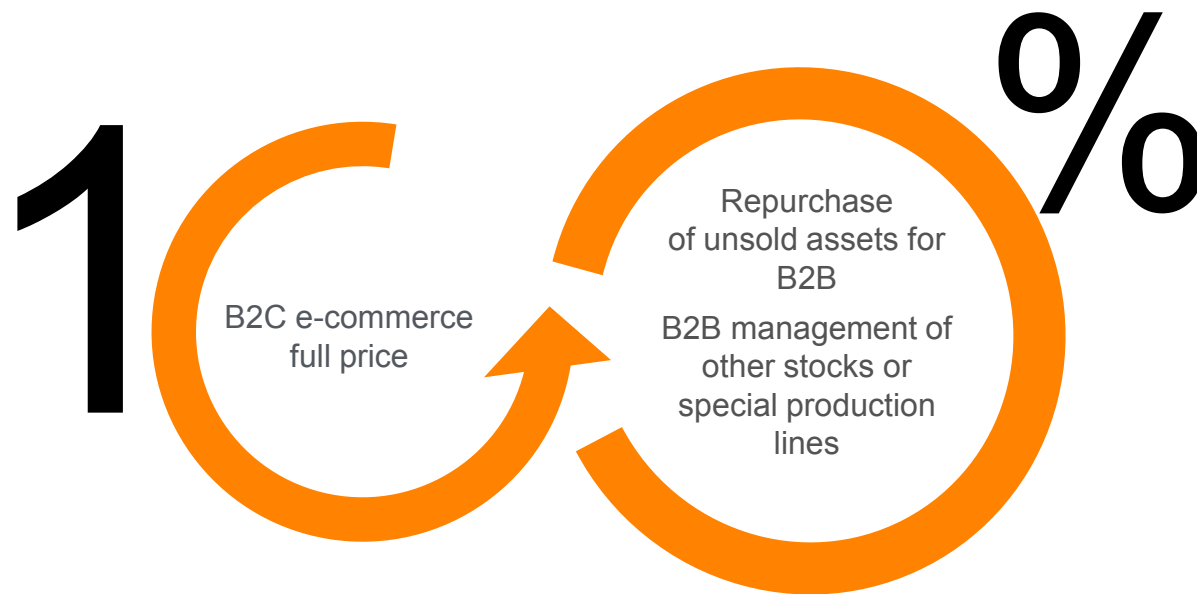 1
%
B2C e-commerce
full price
Repurchase
of unsold assets for
B2B
B2B management of
other stocks or
special production
lines